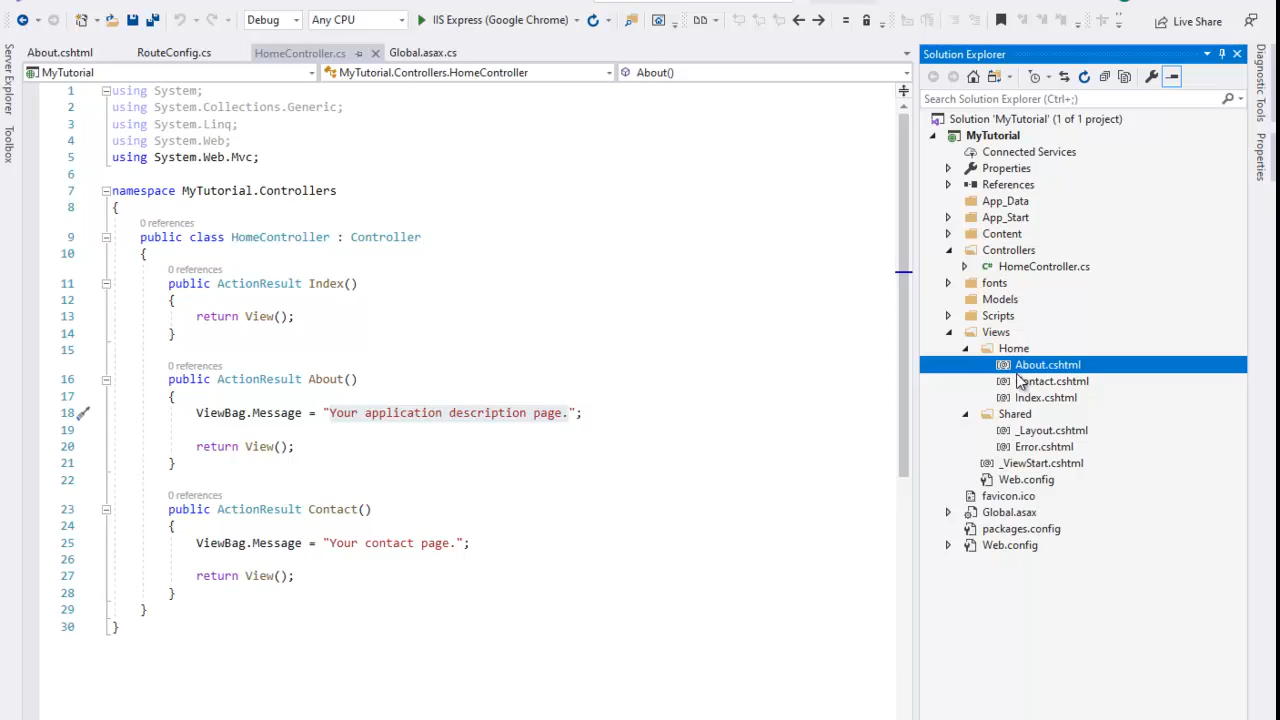 Debug Any CPU IIS Express (Google Chrome) Live Share
About.cshtml RouteConfig.cs HomeController.cs Global.asax.cs
MyTutorial MyTutorial.Controllers.HomeController About()
Server Explorer
Toolbox
1 using System;
2 using System.Collections.Generic;
3 using System.Linq;
4 using System.Web;
5 using System.Web.Mvc;
6
7 namespace MyTutorial.Controllers
8 {
0 references
9 public class HomeController : Controller
10 {
0 references
11 public ActionResult Index()
12 {
13 return View();
14 }
15
0 references
16 public ActionResult About()
17 {
18 ViewBag.Message = "Your application description page.";
19
20 return View();
21 }
22
0 references
23 public ActionResult Contact()
24 {
25 ViewBag.Message = "Your contact page.";
26
27 return View();
28 }
29 }
30 }
Solution Explorer
Search Solution Explorer (Ctrl+;)
Solution 'MyTutorial' (1 of 1 project)
MyTutorial
Connected Services
Properties
References
App_Data
App_Start
Content
Controllers
C# HomeController.cs
fonts
Models
Scripts
Views
Home
[@] About.cshtml
[@] Contact.cshtml
[@] Index.cshtml
Shared
[@] _Layout.cshtml
[@] Error.cshtml
[@] _ViewStart.cshtml
Web.config
favicon.ico
Global.asax
packages.config
Web.config
Diagnostic Tools
Properties